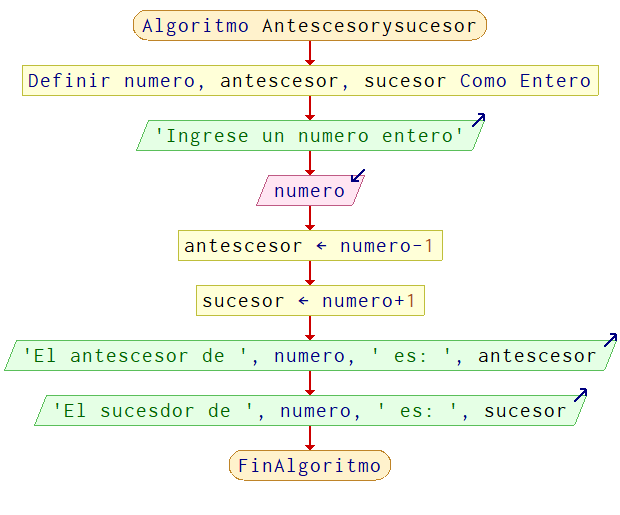 Algoritmo Antescesorysucesor
Definir numero, antescesor, sucesor Como Entero
'Ingrese un numero entero'
numero
antescesor ← numero-1
sucesor ← numero+1
'El antescesor de ', numero, ' es: ', antescesor
'El sucesdor de ', numero, ' es: ', sucesor
FinAlgoritmo